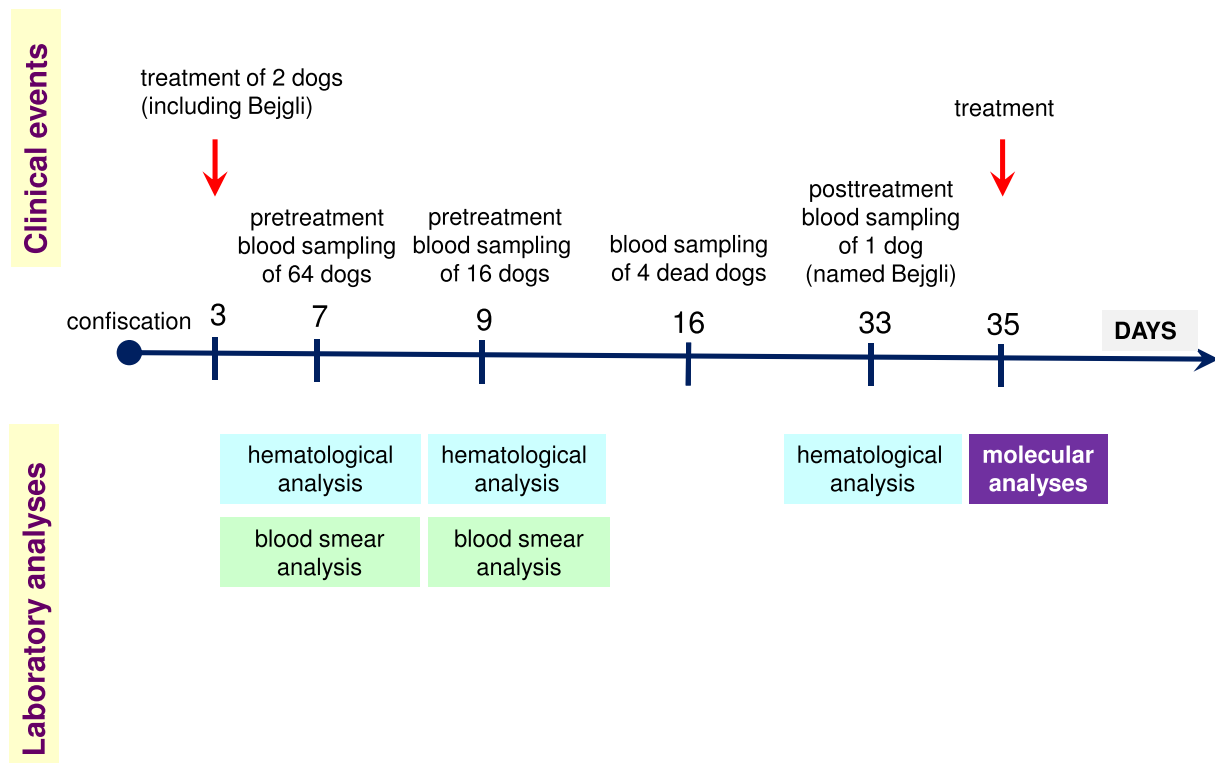 Clinical events
treatment of 2 dogs
(including Bejgli)
treatment
pretreatment
blood sampling
of 64 dogs
pretreatment
blood sampling
of 16 dogs
blood sampling
of 4 dead dogs
posttreatment
blood sampling
of 1 dog
(named Bejgli)
confiscation
3
7
9
16
33
35
DAYS
Laboratory analyses
hematological
analysis
hematological
analysis
hematological
analysis
molecular
analyses
blood smear
analysis
blood smear
analysis